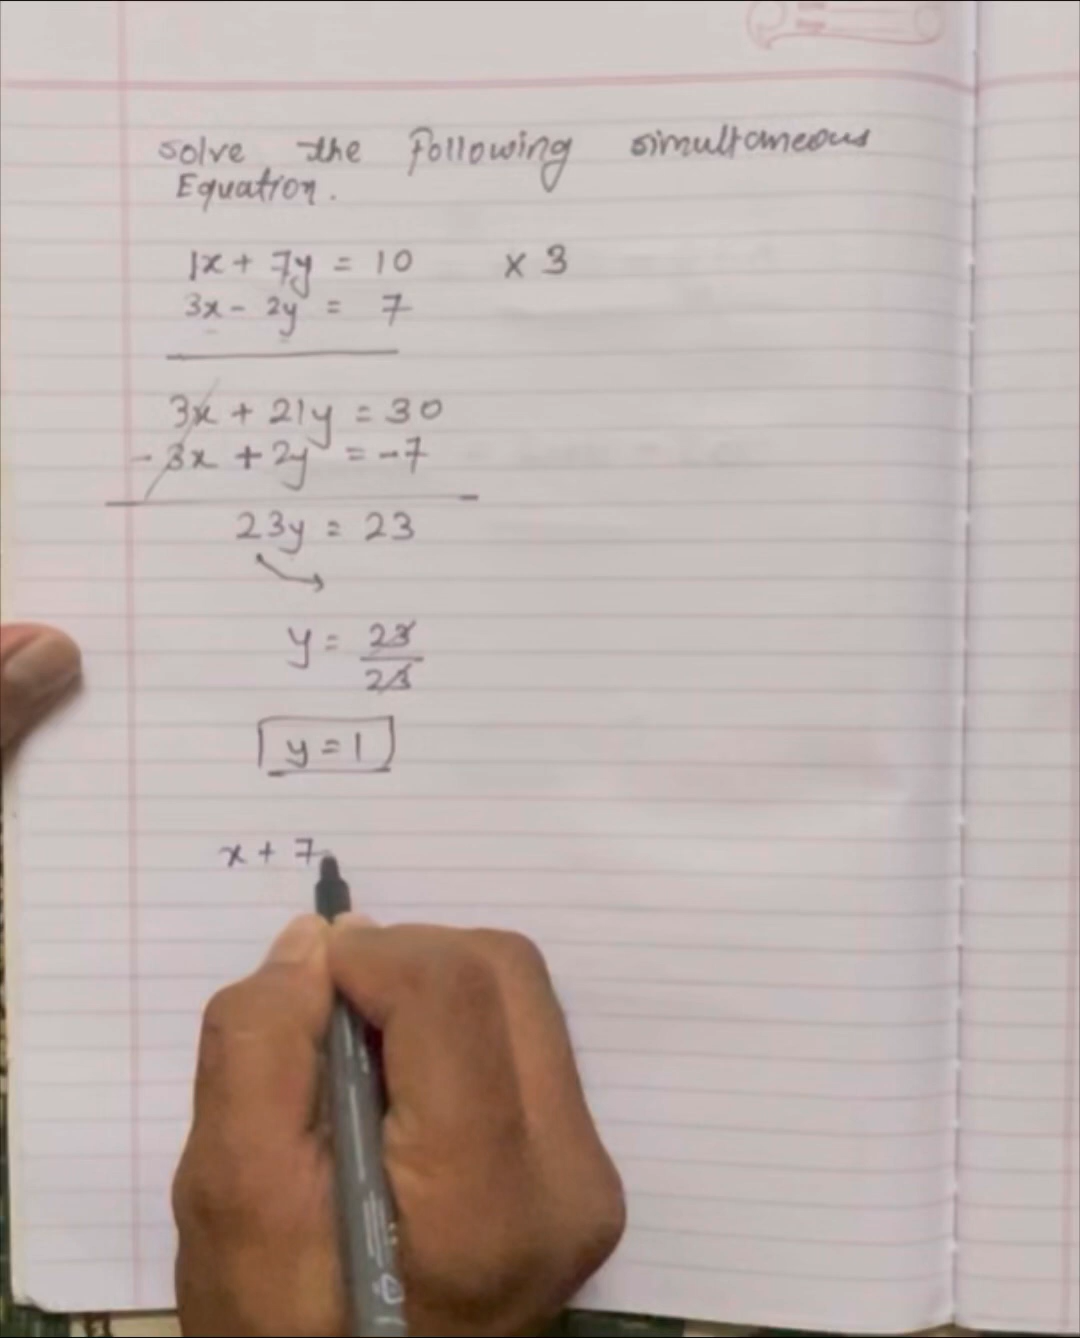 solve the following simultaneous
Equation.
1x + 7y = 10 × 3
3x - 2y = 7
3x + 21y = 30
- 3x + 2y = -7
23y = 23
y = 23/23
y = 1
x + 7